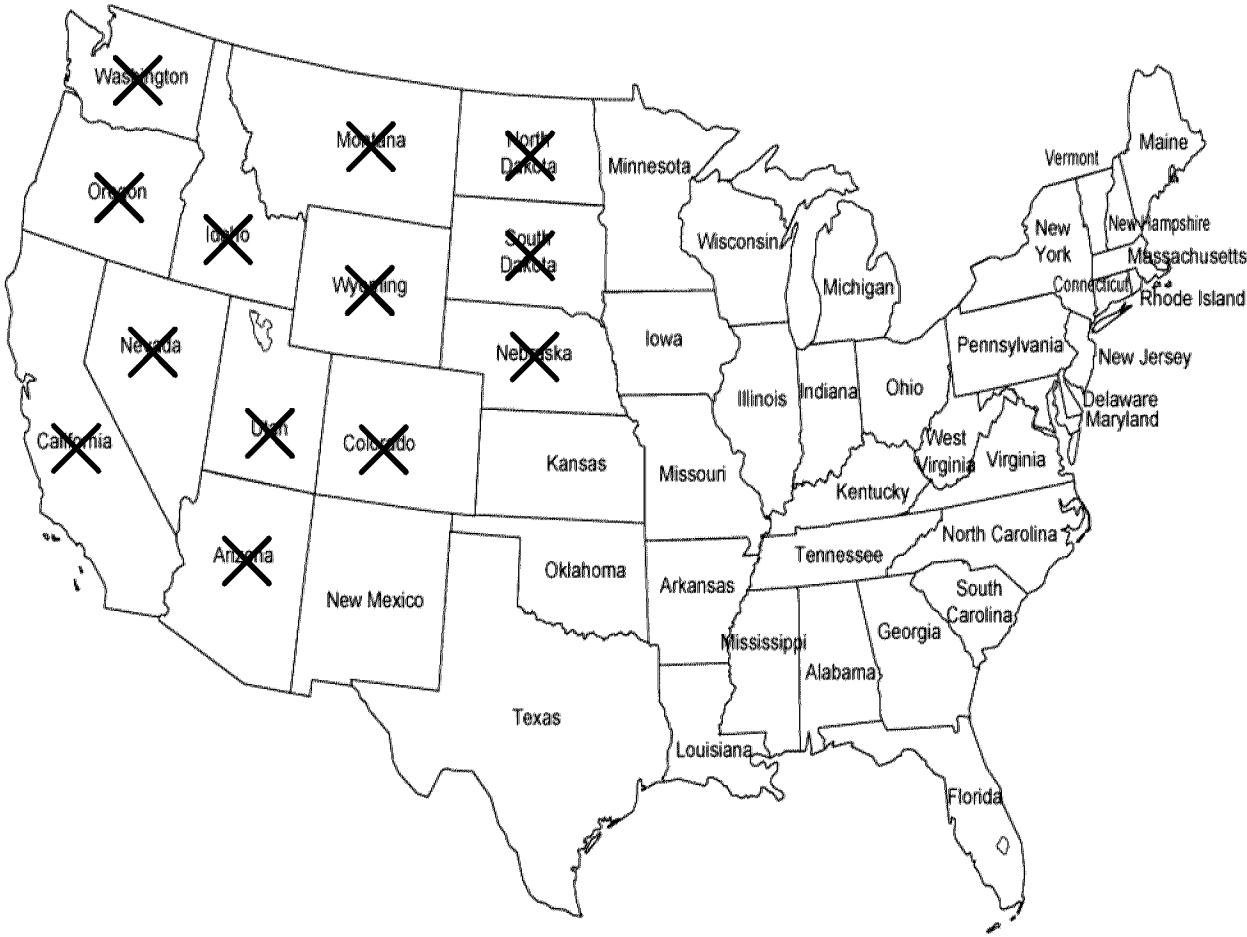 Washington
Montana
North
Dakota
Minnesota
Maine
Vermont
Oregon
Idaho
South
Dakota
Wisconsin
New
York
New Hampshire
Massachusetts
Wyoming
Michigan
Connecticut
Rhode Island
Nevada
Nebraska
Iowa
Pennsylvania
New Jersey
Illinois
Indiana
Ohio
Delaware
Maryland
California
Utah
Colorado
Kansas
Missouri
West
Virginia
Virginia
Kentucky
Arizona
New Mexico
Oklahoma
Arkansas
Tennessee
North Carolina
South
Carolina
Mississippi
Alabama
Georgia
Texas
Louisiana
Florida